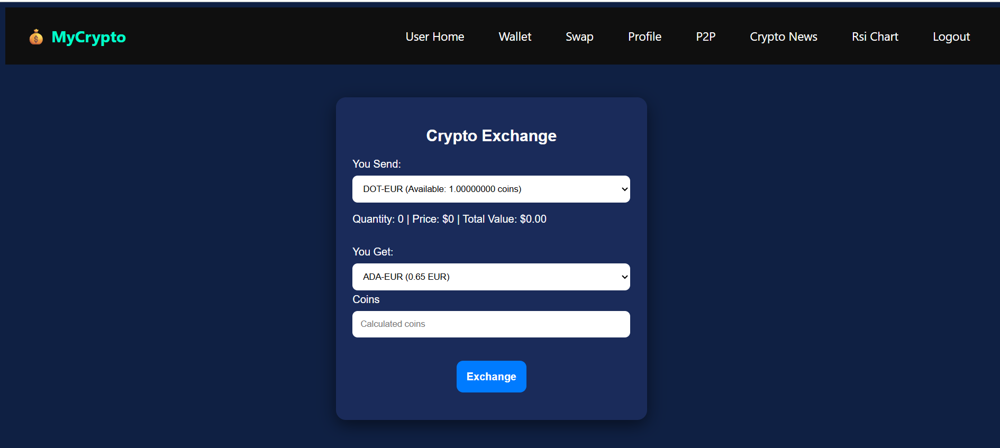 MyCrypto User Home Wallet Swap Profile P2P Crypto News Rsi Chart Logout
Crypto Exchange
You Send:
DOT-EUR (Available: 1.00000000 coins)
Quantity: 0 | Price: $0 | Total Value: $0.00
You Get:
ADA-EUR (0.65 EUR)
Coins
Calculated coins
Exchange